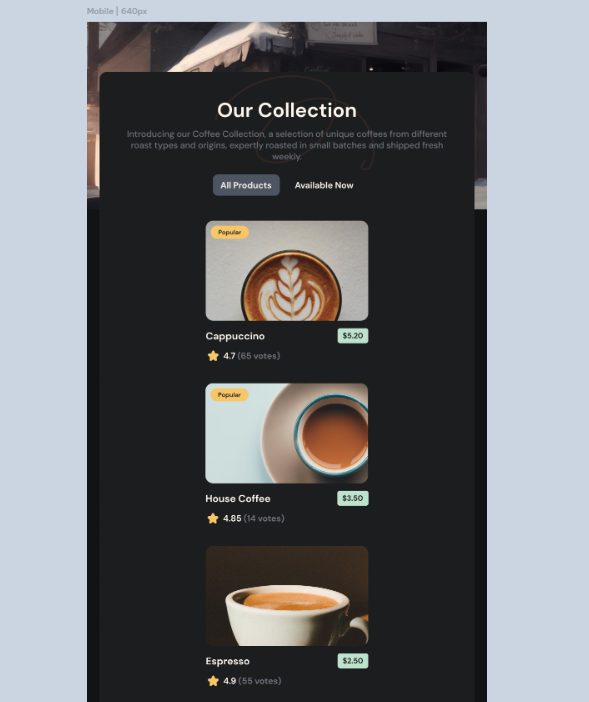 Mobile | 640px
Our Collection
Introducing our Coffee Collection, a selection of unique coffees from different
roast types and origins, expertly roasted in small batches and shipped fresh
weekly.
All Products Available Now
Popular
Cappuccino $5.20
4.7 (65 votes)
Popular
House Coffee $3.50
4.85 (14 votes)
Espresso $2.50
4.9 (55 votes)